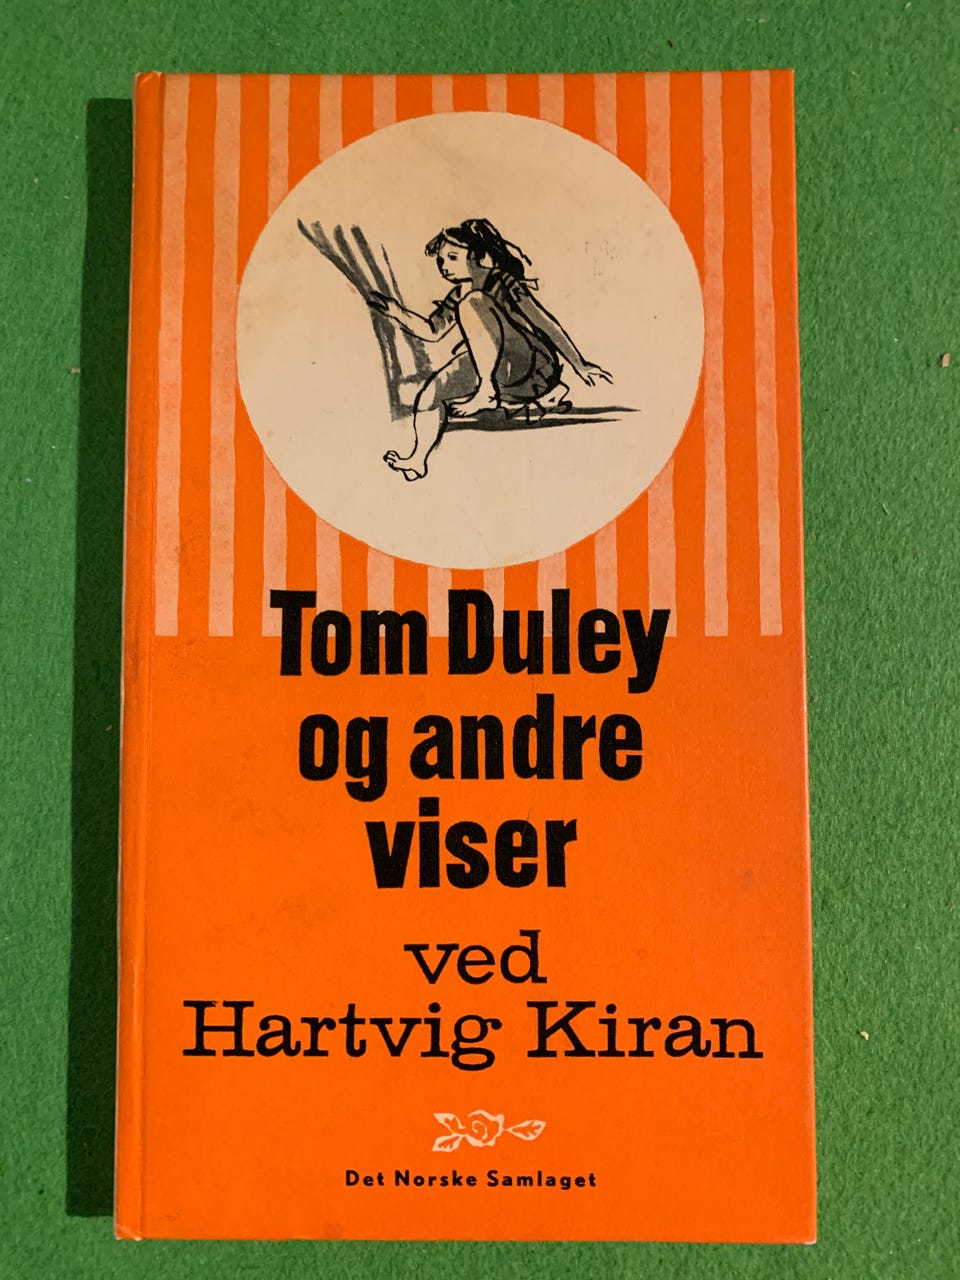 Tom Duley
og andre
viser
ved
Hartvig Kiran
Det Norske Samlaget